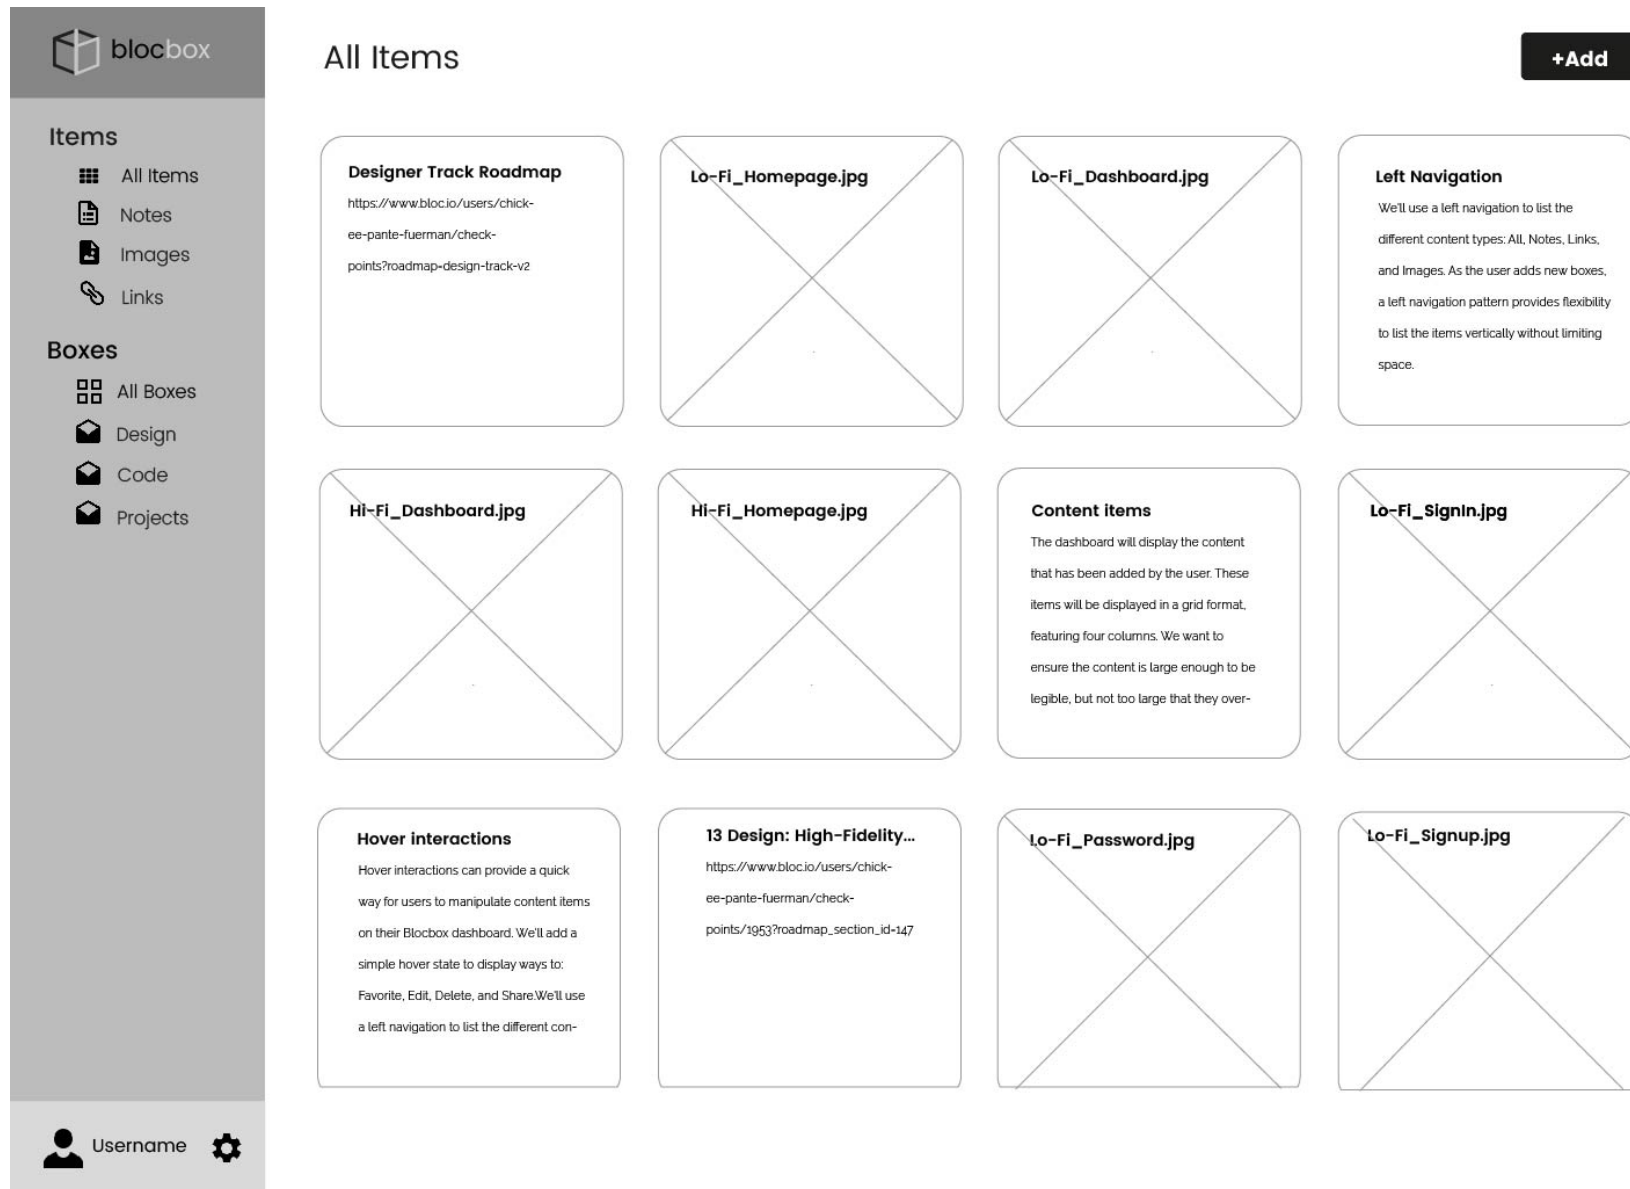 blocbox
Items
All Items
Notes
Images
Links
Boxes
All Boxes
Design
Code
Projects
Username
All Items
+Add
Designer Track Roadmap
https://www.bloc.io/users/chick-
ee-pante-fuerman/check-
points?roadmap=design-track-v2
Lo-Fi_Homepage.jpg
Lo-Fi_Dashboard.jpg
Left Navigation
We'll use a left navigation to list the
different content types: All, Notes, Links,
and Images. As the user adds new boxes,
a left navigation pattern provides flexibility
to list the items vertically without limiting
space.
Hi-Fi_Dashboard.jpg
Hi-Fi_Homepage.jpg
Content items
The dashboard will display the content
that has been added by the user. These
items will be displayed in a grid format,
featuring four columns. We want to
ensure the content is large enough to be
legible, but not too large that they over-
Lo-Fi_SignIn.jpg
Hover interactions
Hover interactions can provide a quick
way for users to manipulate content items
on their Blocbox dashboard. We'll add a
simple hover state to display ways to:
Favorite, Edit, Delete, and Share.We'll use
a left navigation to list the different con-
13 Design: High-Fidelity...
https://www.bloc.io/users/chick-
ee-pante-fuerman/check-
points/1953?roadmap_section_id=147
Lo-Fi_Password.jpg
Lo-Fi_Signup.jpg